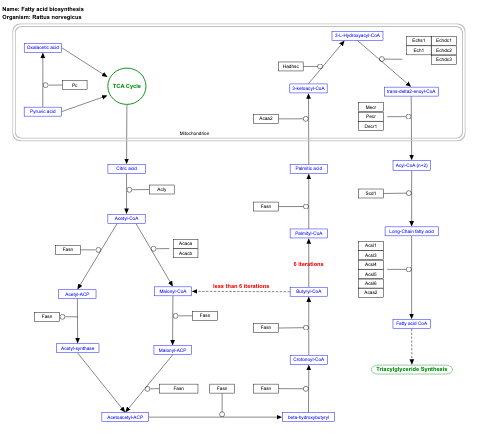 Name: Fatty acid biosynthesis
Organism: Rattus norvegicus
Oxalacetic acid
Pc
Pyruvic acid
TCA Cycle
3-L-Hydroxyacyl-CoA
Echs1
Echdc1
Ech1
Echdc2
Echdc3
Hadhsc
3-ketoacyl-CoA
trans-delta2-enoyl-CoA
Mecr
Pecr
Decr1
Acaa2
Mitochondrion
Citric acid
Acly
Acetyl-CoA
Palmitic acid
Acyl-CoA (n+2)
Scd1
Fasn
Palmityl-CoA
Long-Chain fatty acid
Fasn
Acaca
Acacb
Acsl1
Acsl3
Acsl4
Acsl5
Acsl6
Acas2
6 iterations
less than 6 iterations
Acetyl-ACP
Malonyl-CoA
Butyryl-CoA
Fasn
Fasn
Fasn
Fatty acid CoA
Acetyl-synthase
Malonyl-ACP
Crotonoyl-CoA
Triacylglyceride Synthesis
Fasn
Fasn
Fasn
Acetoacetyl-ACP
beta-hydroxybutyryl